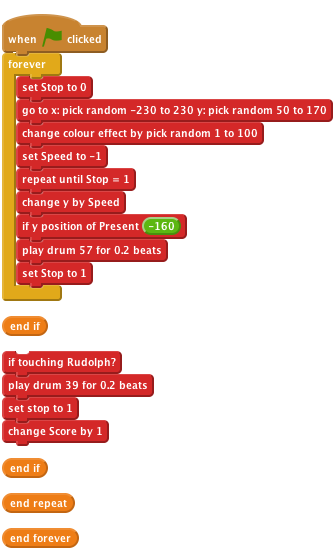 when clicked
forever
set Stop to 0
go to x: pick random -230 to 230 y: pick random 50 to 170
change colour effect by pick random 1 to 100
set Speed to -1
repeat until Stop = 1
change y by Speed
if y position of Present -160
play drum 57 for 0.2 beats
set Stop to 1
end if
if touching Rudolph?
play drum 39 for 0.2 beats
set stop to 1
change Score by 1
end if
end repeat
end forever